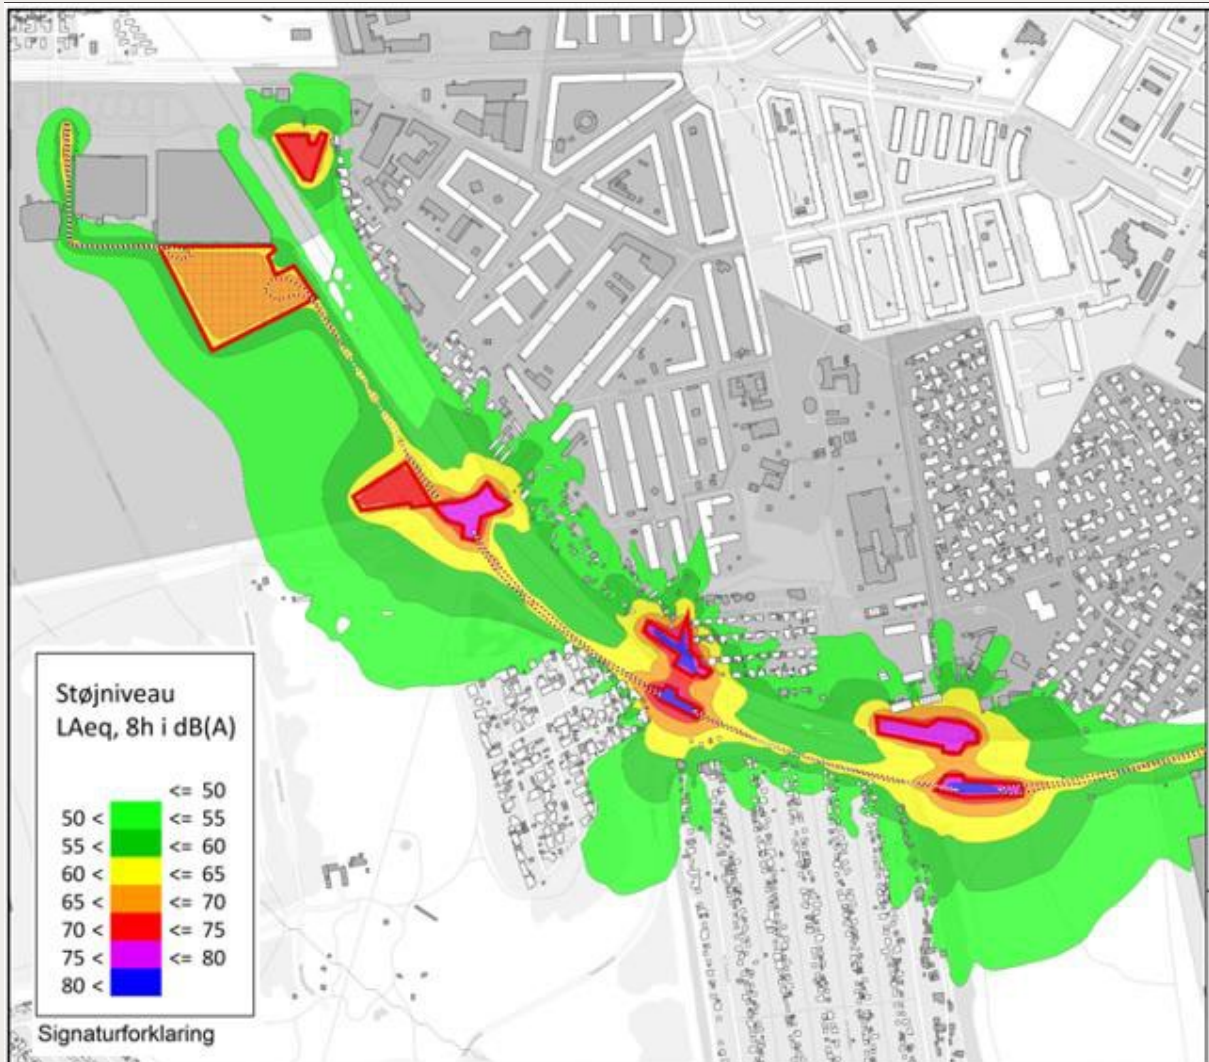 Støjniveau
LAeq, 8h i dB(A)
<= 50
50 < <= 55
55 < <= 60
60 < <= 65
65 < <= 70
70 < <= 75
75 < <= 80
80 <
Signaturforklaring